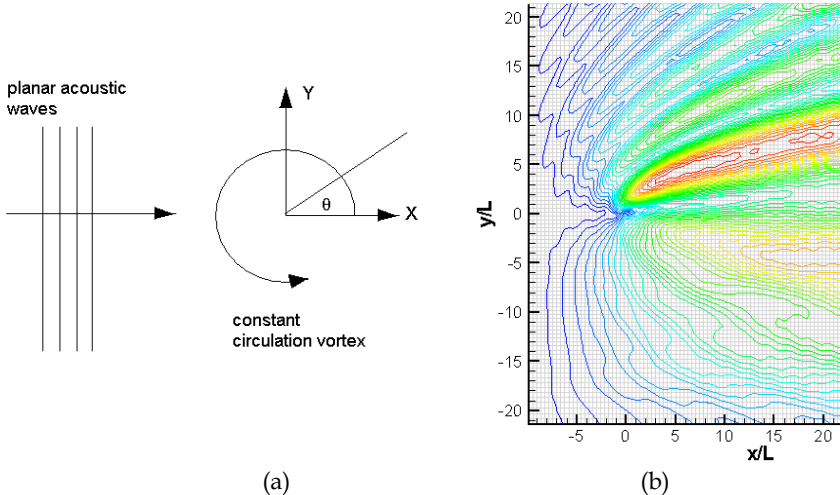 planar acoustic
waves
Y
θ
X
constant
circulation vortex
(a)
y/L
20
15
10
5
0
-5
-10
-15
-20
-5 0 5 10 15 20
x/L
(b)